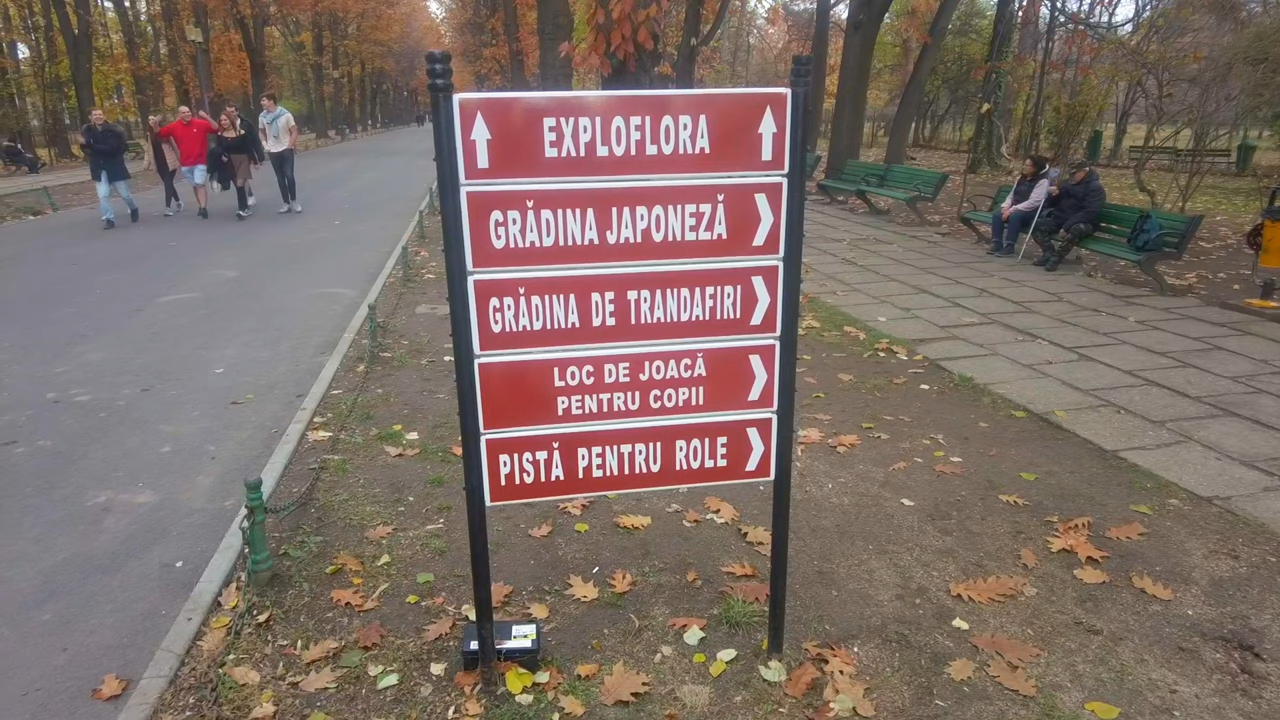 EXPLOFLORA
GRĂDINA JAPONEZĂ
GRĂDINA DE TRANDAFIRI
LOC DE JOACĂ
PENTRU COPII
PISTĂ PENTRU ROLE